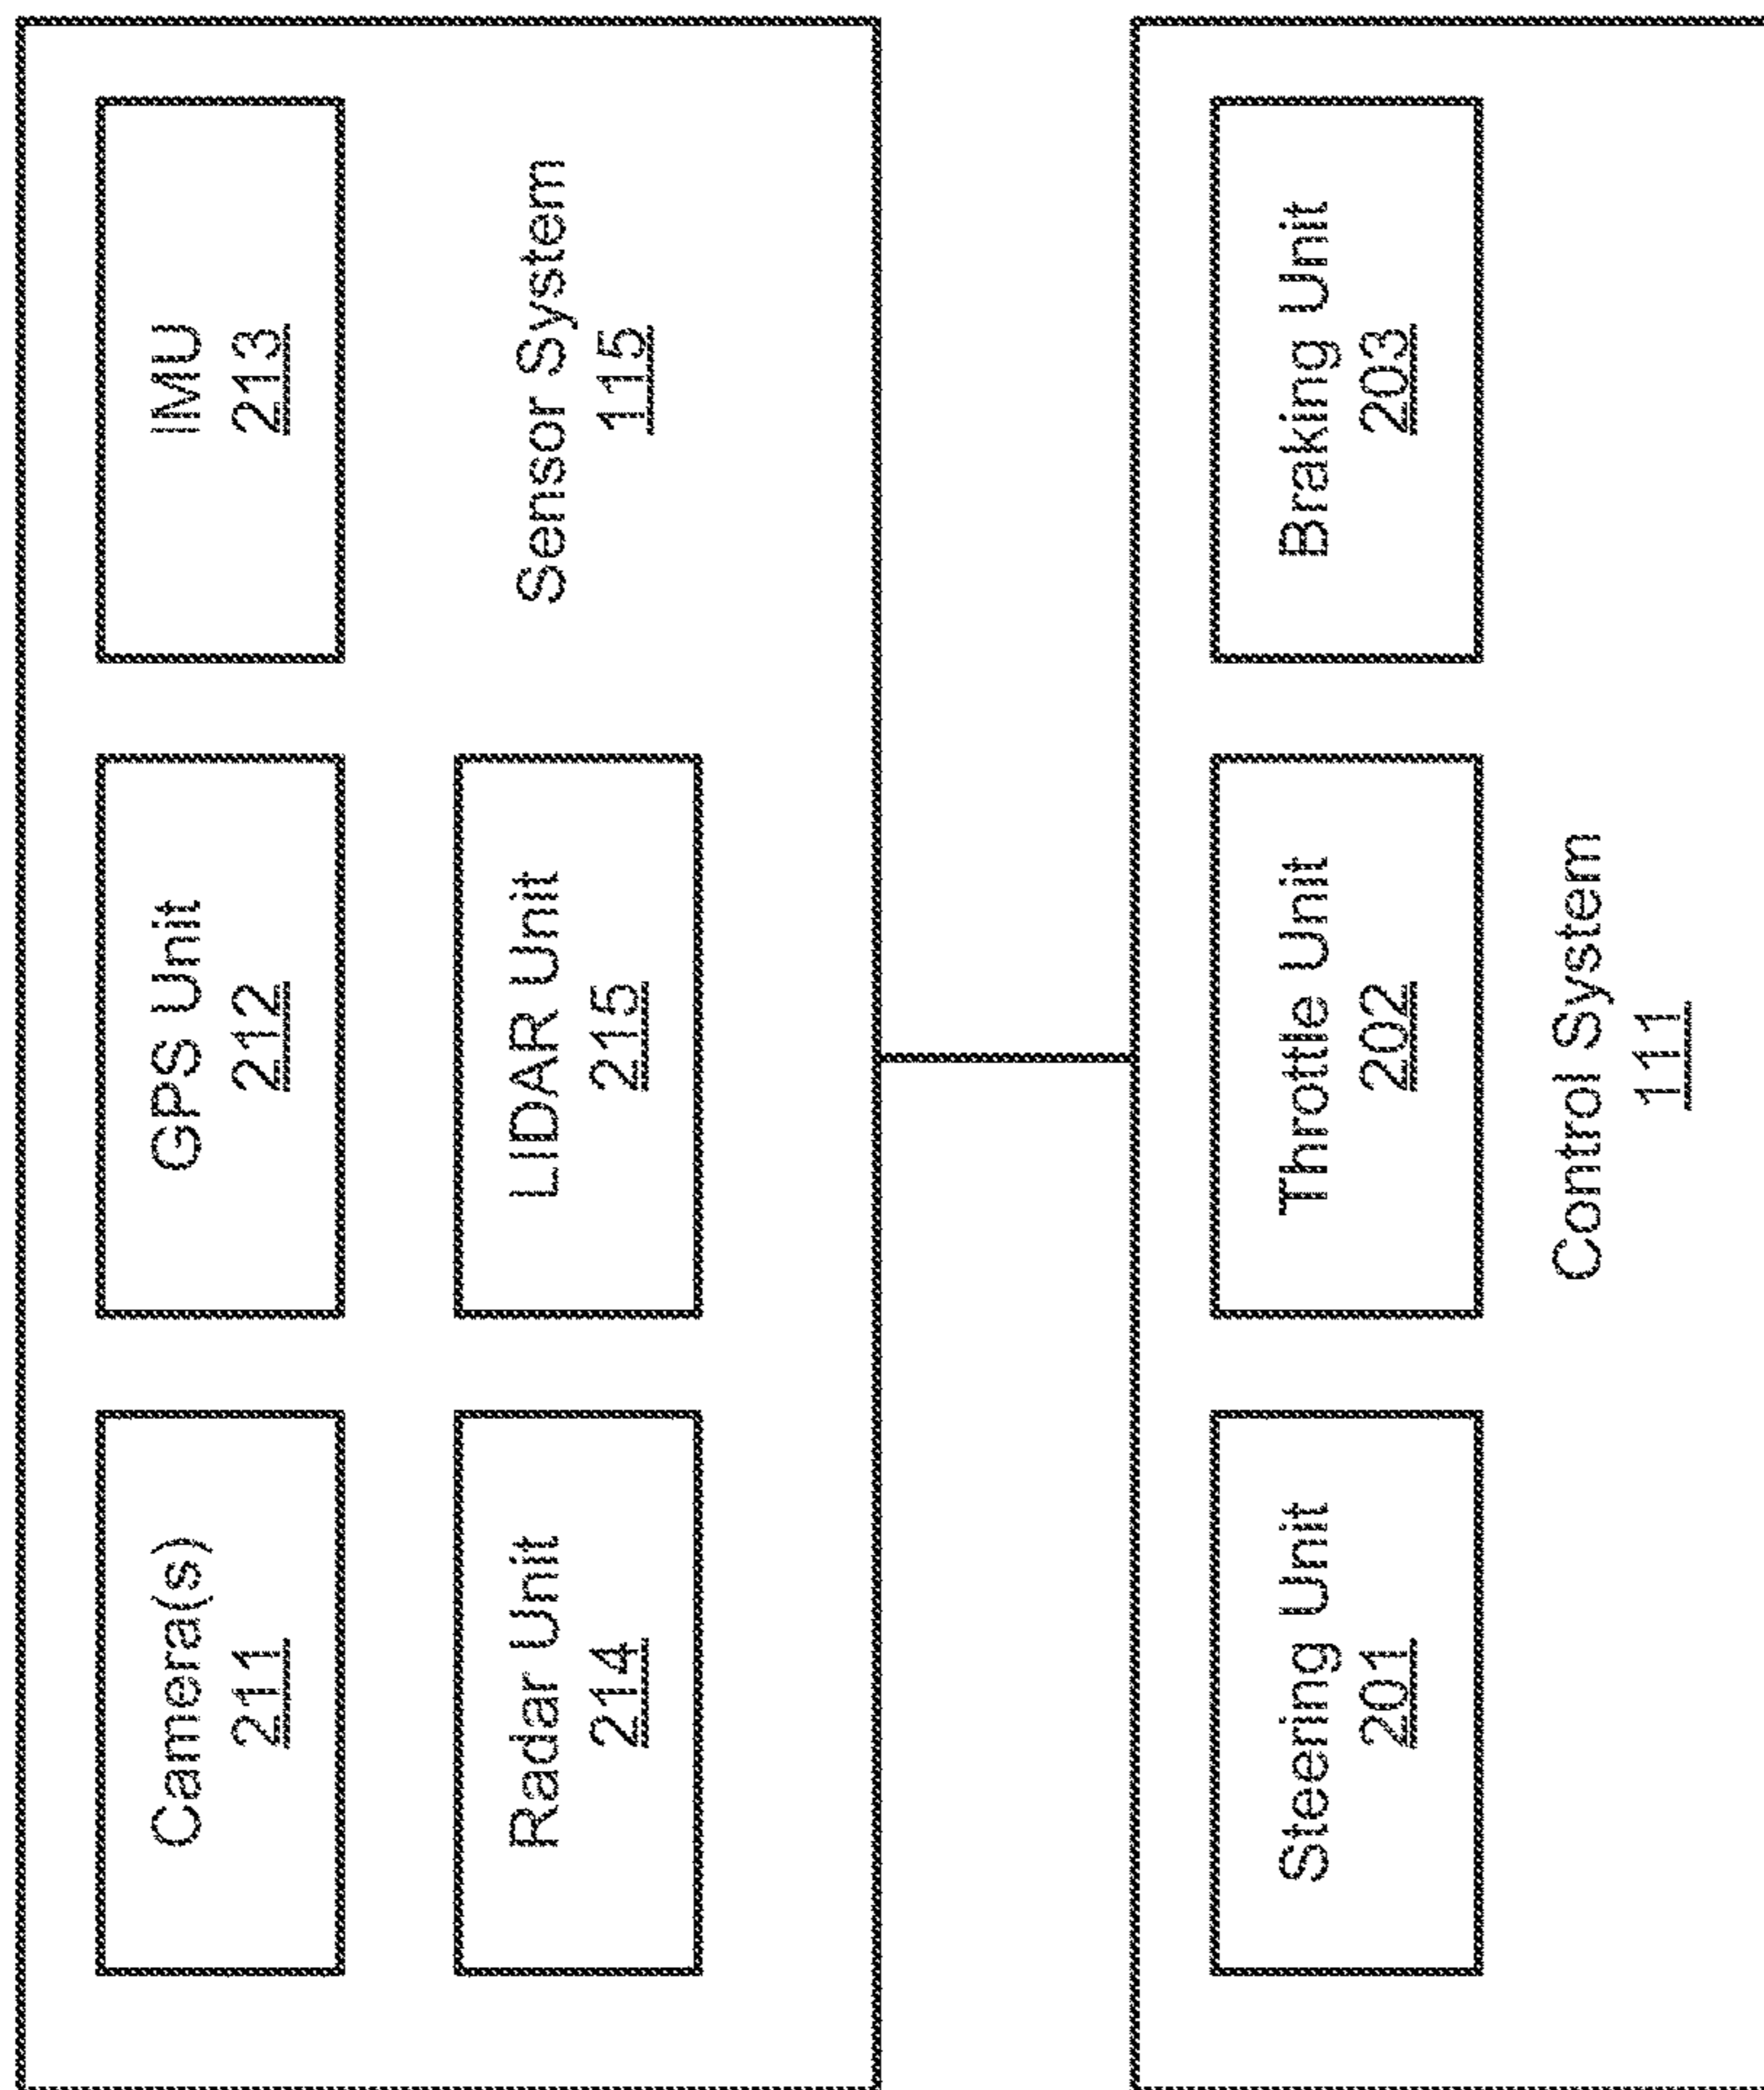 Camera(s)
211
GPS Unit
212
IMU
213
Radar Unit
214
LIDAR Unit
215
Sensor System
115
Steering Unit
201
Throttle Unit
202
Braking Unit
203
Control System
111